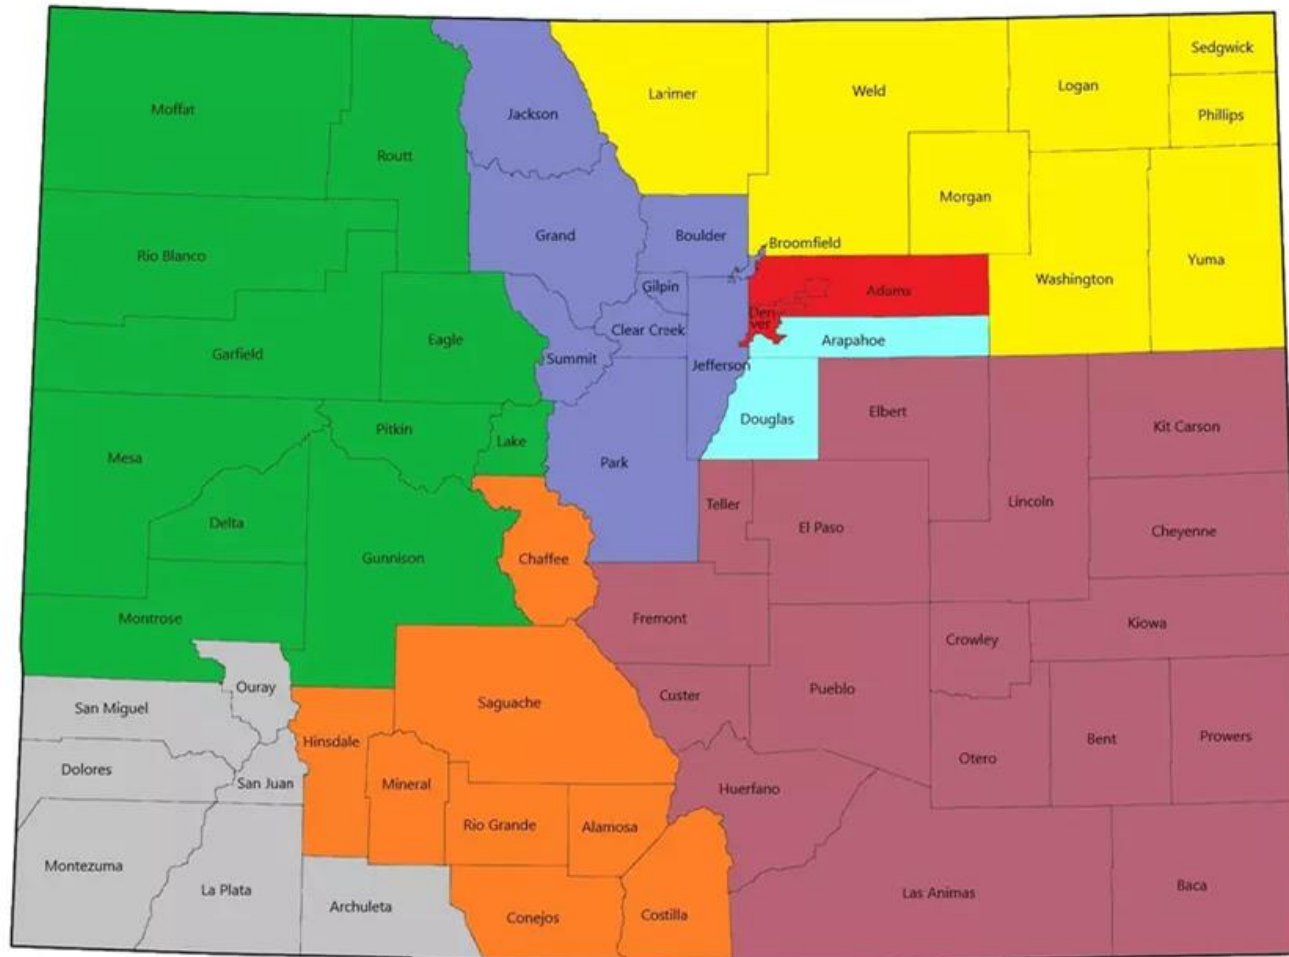 Sedgwick
Moffat
Jackson
Larimer
Weld
Logan
Phillips
Routt
Morgan
Rio Blanco
Grand
Boulder
Broomfield
Washington
Yuma
Gilpin
Adams
Den-
ver
Clear Creek
Arapahoe
Garfield
Eagle
Summit
Jefferson
Pitkin
Lake
Douglas
Elbert
Kit Carson
Mesa
Park
Delta
Teller
El Paso
Lincoln
Cheyenne
Gunnison
Chaffee
Montrose
Fremont
Crowley
Kiowa
Ouray
San Miguel
Saguache
Custer
Pueblo
Hinsdale
Bent
Prowers
Dolores
San Juan
Mineral
Huerfano
Otero
Rio Grande
Alamosa
Montezuma
La Plata
Archuleta
Conejos
Costilla
Las Animas
Baca